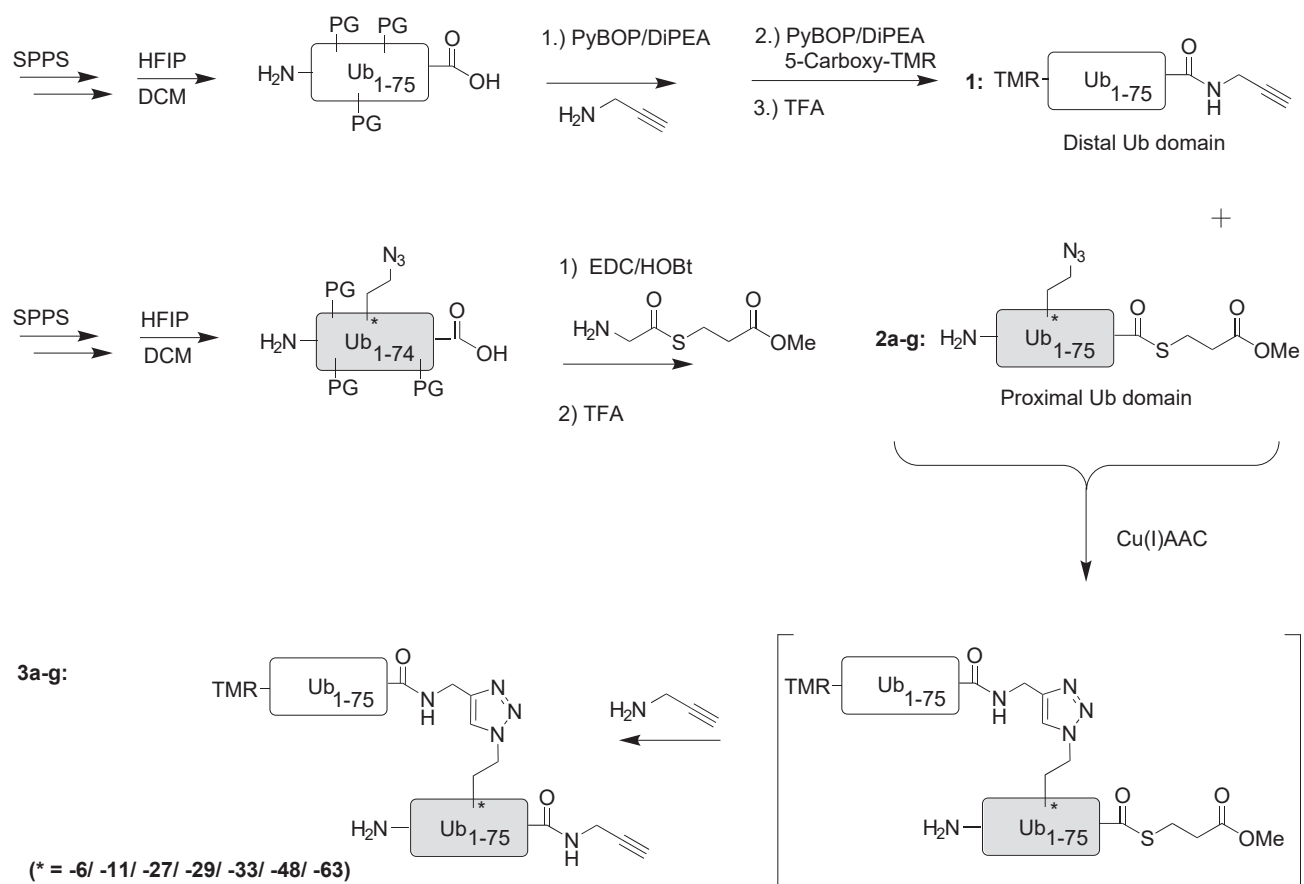 SPPS
HFIP
DCM
PG
PG
H2N
Ub1-75
O
OH
PG
1.) PyBOP/DiPEA
H2N
2.) PyBOP/DiPEA
5-Carboxy-TMR
3.) TFA
1: TMR
Ub1-75
O
N
H
Distal Ub domain
+
SPPS
HFIP
DCM
N3
PG
*
H2N
Ub1-74
O
OH
PG
PG
1) EDC/HOBt
O
O
H2N
S
OMe
2) TFA
N3
*
2a-g: H2N
Ub1-75
O
S
O
OMe
Proximal Ub domain
Cu(I)AAC
3a-g:
TMR
Ub1-75
O
N
H
N
N
N
*
H2N
Ub1-75
O
N
H
(* = -6/ -11/ -27/ -29/ -33/ -48/ -63)
H2N
TMR
Ub1-75
O
N
H
N
N
N
*
H2N
Ub1-75
O
S
O
OMe